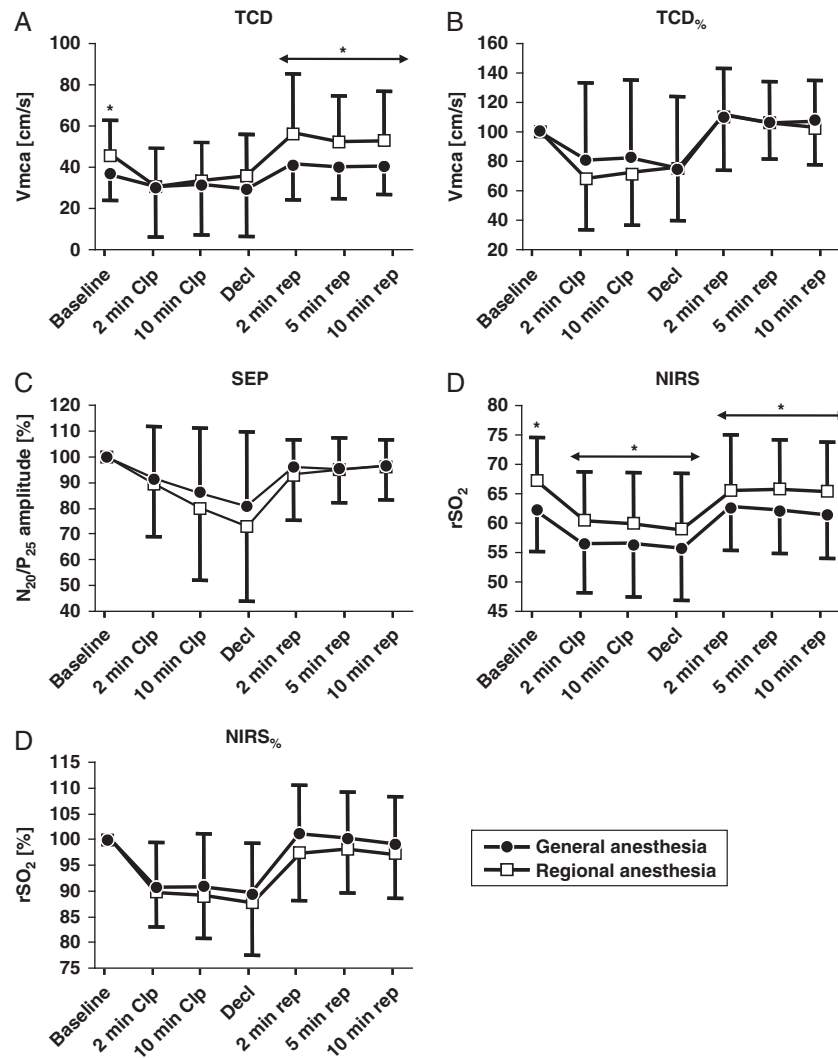 A
TCD
Vmca [cm/s]
100
80
60
40
20
0
*
*
Baseline
2 min Clp
10 min Clp
Decl
2 min rep
5 min rep
10 min rep
B
TCD%
Vmca [cm/s]
160
140
120
100
80
60
40
20
Baseline
2 min Clp
10 min Clp
Decl
2 min rep
5 min rep
10 min rep
C
SEP
N20/P25 amplitude [%]
120
110
100
90
80
70
60
50
40
Baseline
2 min Clp
10 min Clp
Decl
2 min rep
5 min rep
10 min rep
D
NIRS
rSO2
80
75
70
65
60
55
50
45
*
*
*
Baseline
2 min Clp
10 min Clp
Decl
2 min rep
5 min rep
10 min rep
D
NIRS%
rSO2 [%]
115
110
105
100
95
90
85
80
75
Baseline
2 min Clp
10 min Clp
Decl
2 min rep
5 min rep
10 min rep
General anesthesia
Regional anesthesia